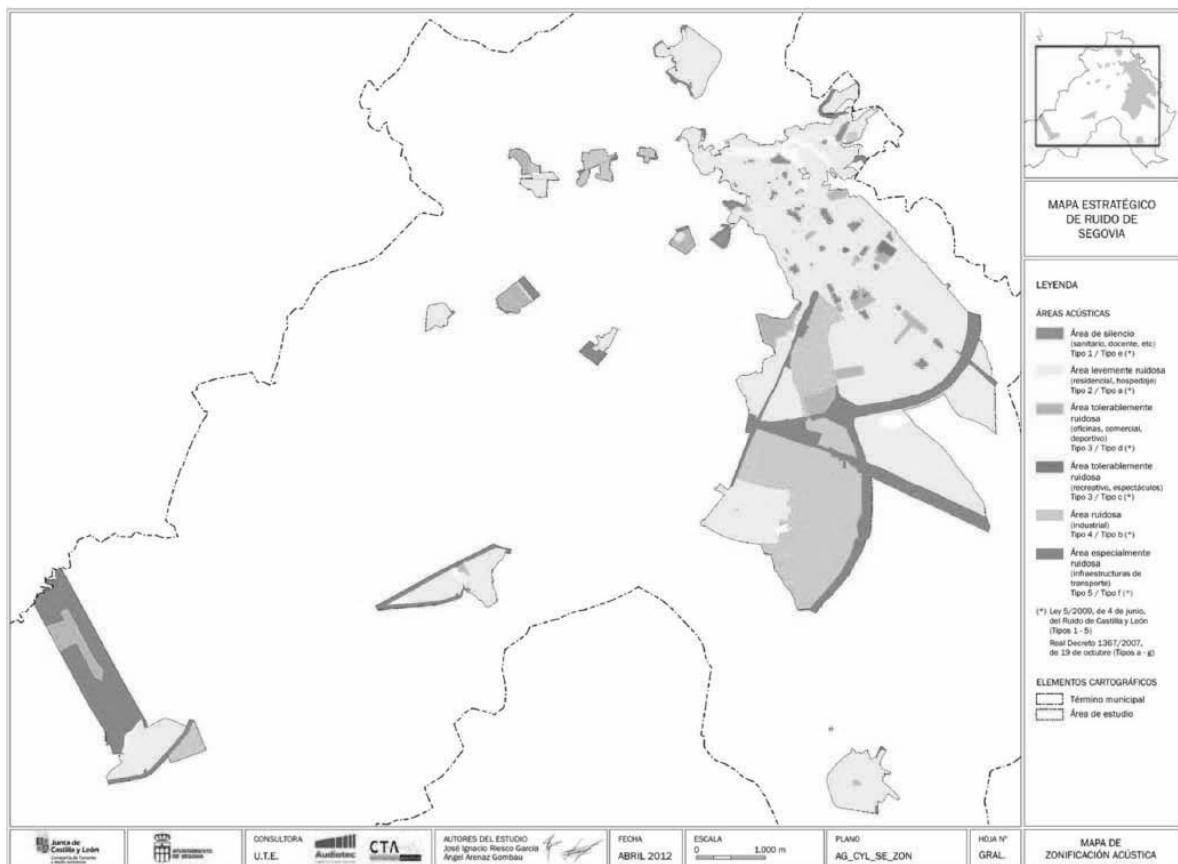 MAPA ESTRATÉGICO
DE RUIDO DE
SEGOVIA
LEYENDA
ÁREAS ACÚSTICAS
Área de silencio
(sanitario, docente, etc)
Tipo 1 / Tipo e (*)
Área levemente ruidosa
(residencial, hospedaje)
Tipo 2 / Tipo a (*)
Área tolerablemente
ruidosa
(oficinas, comercial,
deportivo)
Tipo 3 / Tipo d (*)
Área tolerablemente
ruidosa
(recreativo, espectáculos)
Tipo 3 / Tipo c (*)
Área ruidosa
(industrial)
Tipo 4 / Tipo b (*)
Área especialmente
ruidosa
(infraestructuras de
transporte)
Tipo 5 / Tipo f (*)
(*) Ley 5/2009, de 4 de junio,
del Ruido de Castilla y León
(Tipos 1 - 5)
Real Decreto 1367/2007,
de 19 de octubre (Tipos a - g)
ELEMENTOS CARTOGRÁFICOS
Término municipal
Área de estudio
Junta de
Castilla y León
AYUNTAMIENTO
DE SEGOVIA
CONSULTORA
U.T.E.
Audiotec
CTA
AUTORES DEL ESTUDIO
José Ignacio Riesco García
Ángel Arenaz Gombau
FECHA
ABRIL 2012
ESCALA
0 1.000 m
PLANO
AG_CYL_SE_ZON
HOJA Nº
GRAL.
MAPA DE
ZONIFICACIÓN ACÚSTICA